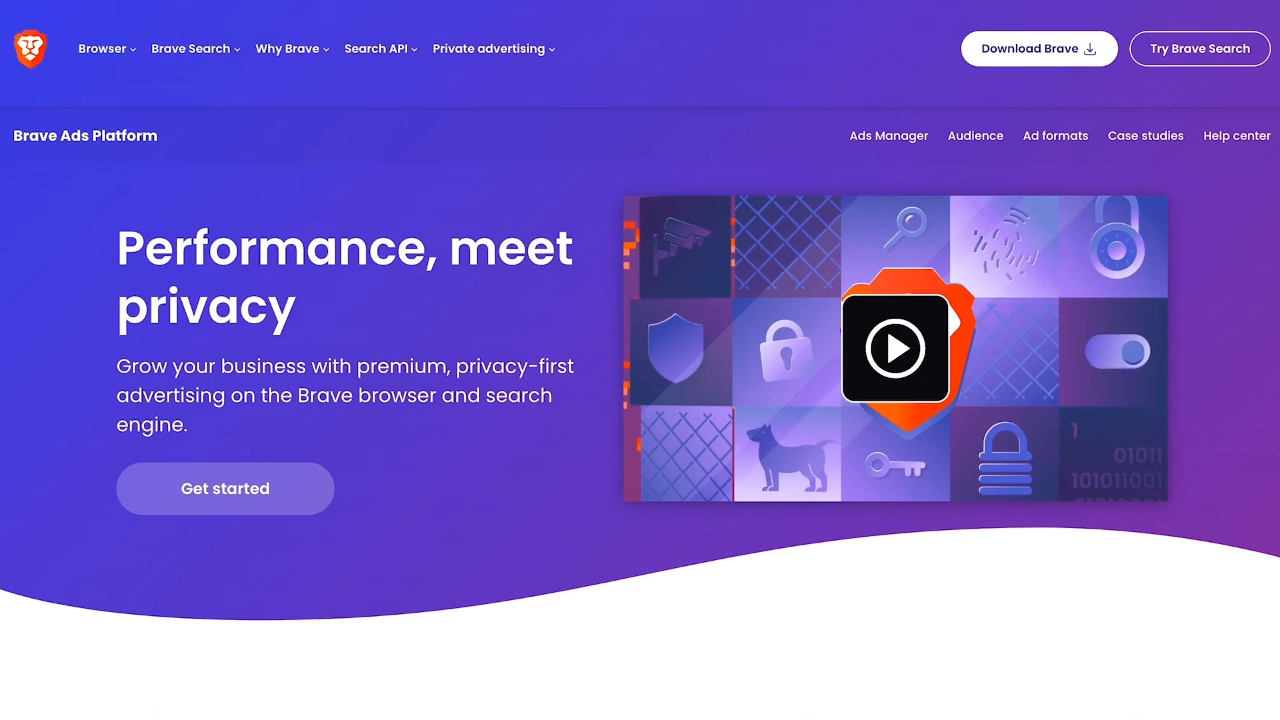 Browser
Brave Search
Why Brave
Search API
Private advertising
Download Brave
Try Brave Search
Brave Ads Platform
Ads Manager
Audience
Ad formats
Case studies
Help center
Performance, meet
privacy
Grow your business with premium, privacy-first
advertising on the Brave browser and search
engine.
Get started
1
01011
101011001